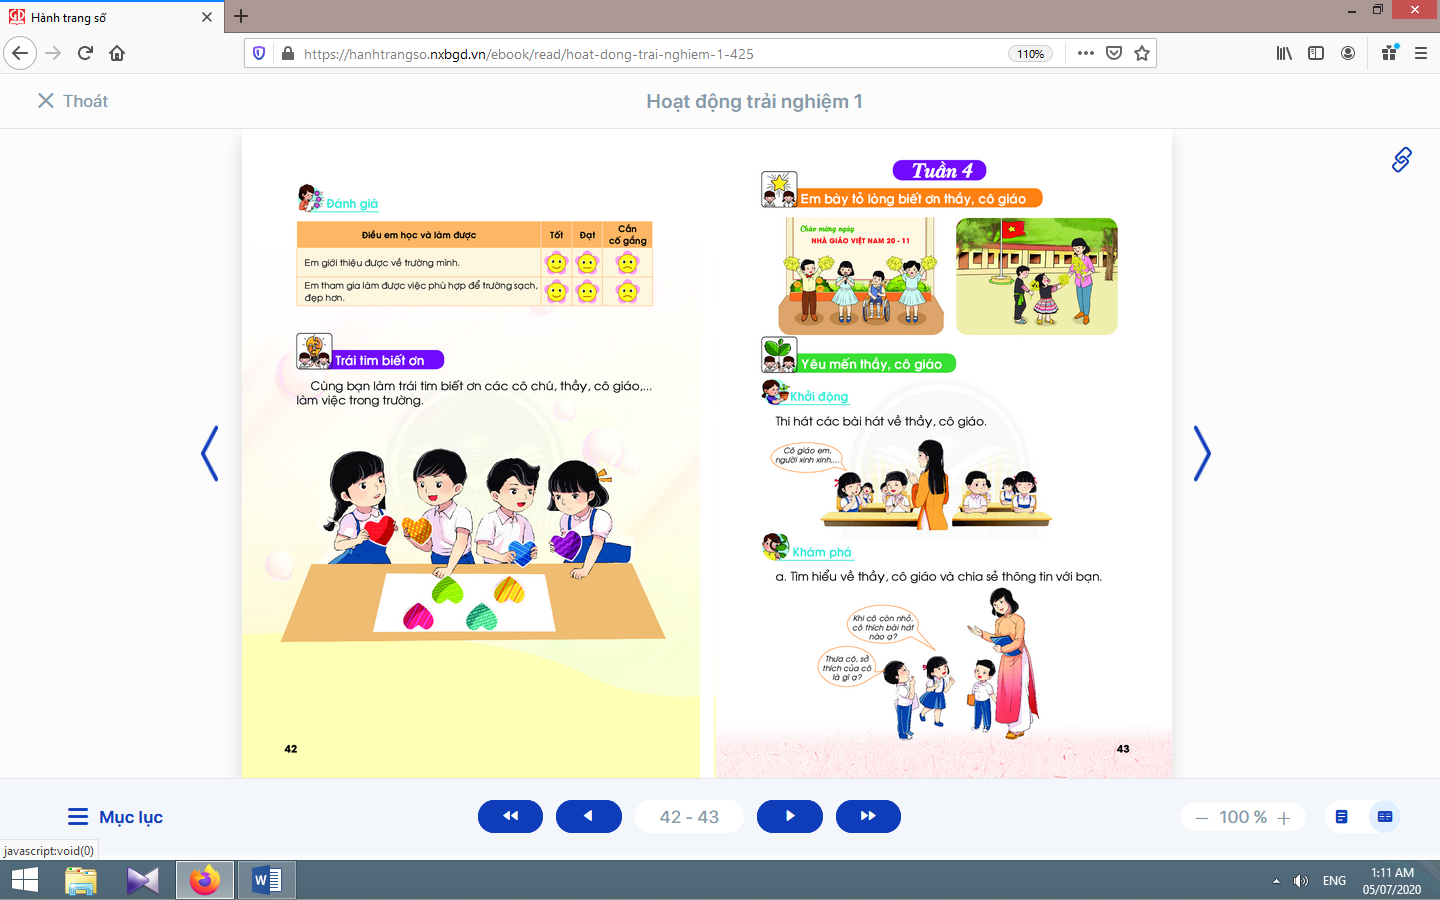 Hành trang số
https://hanhtrangso.nxbgd.vn/ebook/read/hoat-dong-trai-nghiem-1-425
110%
Thoát
Hoạt động trải nghiệm 1
Đánh giá
Điều em học và làm được
Tốt
Đạt
Cần
cố gắng
Em giới thiệu được về trường mình.
Em tham gia làm được việc phù hợp để trường sạch,
đẹp hơn.
Trái tim biết ơn
Cùng bạn làm trái tim biết ơn các cô chú, thầy, cô giáo,...
làm việc trong trường.
42
Tuần 4
Em bày tỏ lòng biết ơn thầy, cô giáo
Chào mừng ngày
NHÀ GIÁO VIỆT NAM 20 - 11
Yêu mến thầy, cô giáo
Khởi động
Thi hát các bài hát về thầy, cô giáo.
Cô giáo em,
người xinh xinh,...
Khám phá
a. Tìm hiểu về thầy, cô giáo và chia sẻ thông tin với bạn.
Khi cô còn nhỏ,
cô thích bài hát
nào ạ?
Thưa cô, sở
thích của cô
là gì ạ?
43
Mục lục
42 - 43
100 %
javascript:void(0)
ENG
1:11 AM
05/07/2020